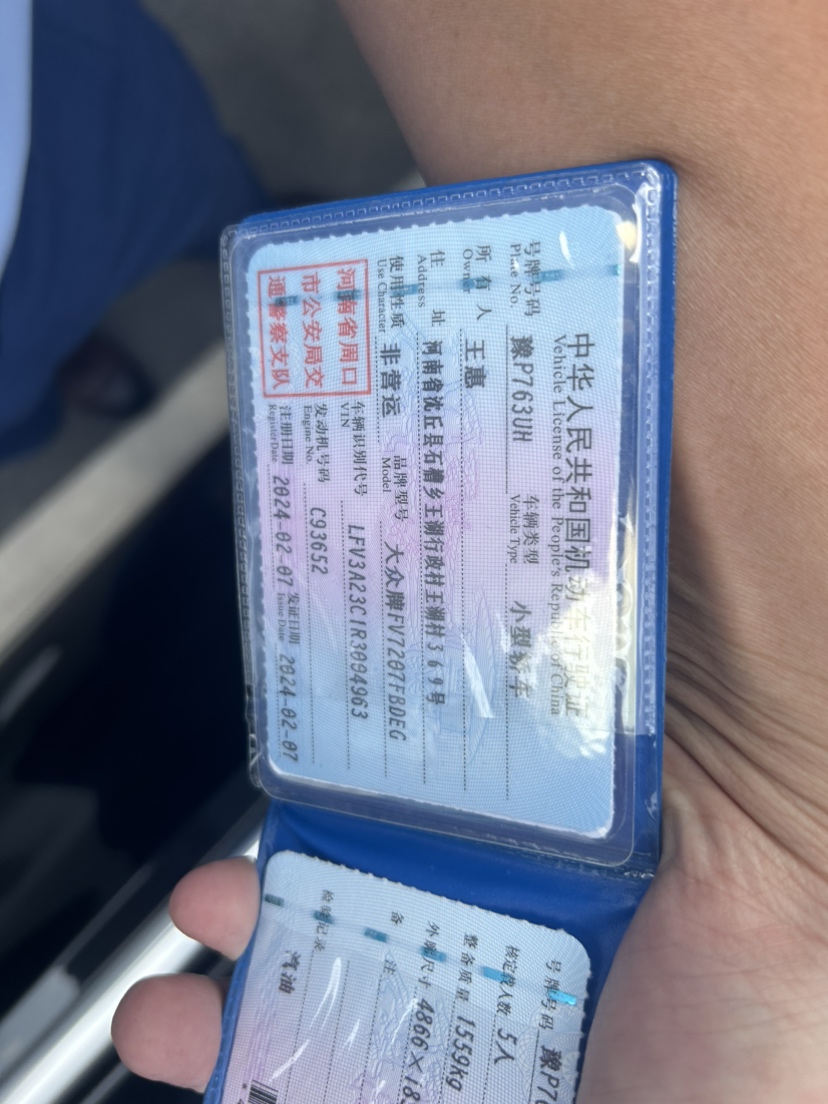 中华人民共和国机动车行驶证
Vehicle License of the People's Republic of China
号牌号码 豫P763UH 车辆类型 小型轿车
Plate No. Vehicle Type
所有人 王惠
Owner
住址 河南省沈丘县石槽乡王湖行政村王湖村369号
Address
使用性质 非营运 品牌型号 大众牌FV7207FBDEG
Use Character Model
河南省周口
市公安局交
通警察支队
车辆识别代号 LFV3A23C1R3094963
VIN
发动机号码 C93652
Engine No.
注册日期 2024-02-07 发证日期 2024-02-07
Register Date Issue Date
号牌号码 豫P76
核定载人数 5人
整备质量 1559kg
外廓尺寸 4866×18
备注
检验记录
汽油